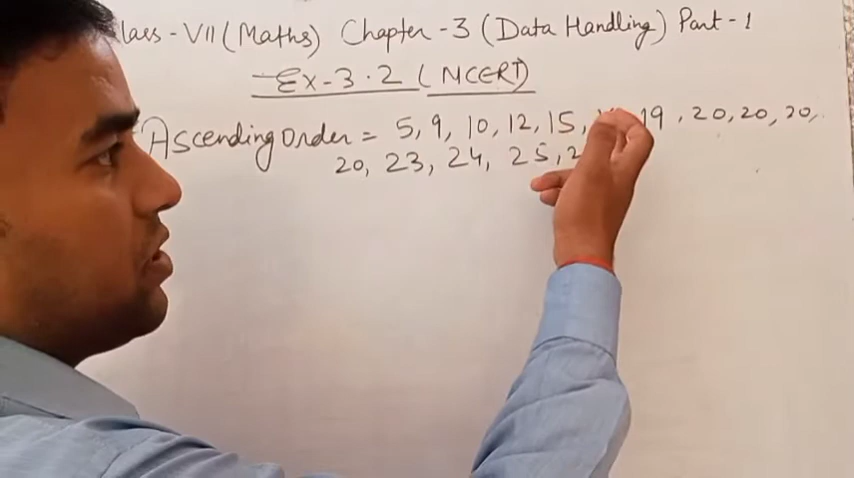 Class - VII (Maths) Chapter - 3 (Data Handling) Part - 1
Ex - 3.2 (NCERT)
Ascending Order = 5, 9, 10, 12, 15, 19, 20, 20, 20,
20, 23, 24, 25, 2